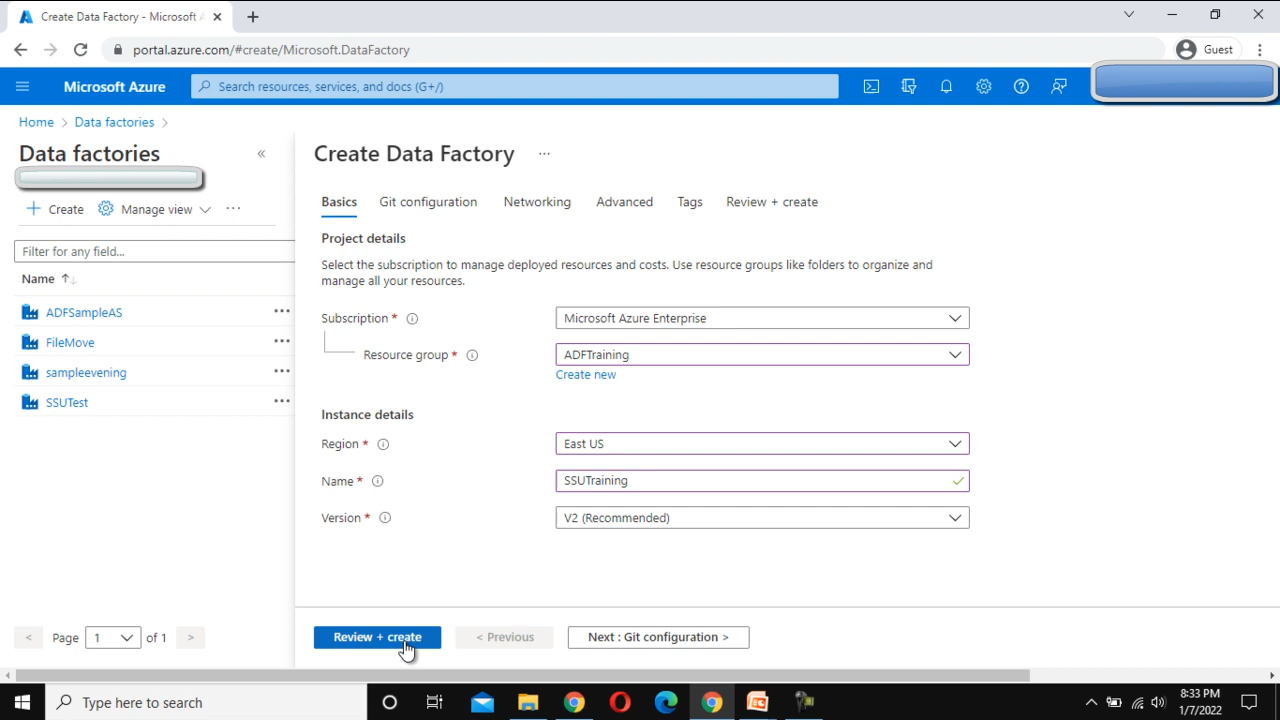 Create Data Factory - Microsoft A
portal.azure.com/#create/Microsoft.DataFactory
Guest
Microsoft Azure
Search resources, services, and docs (G+/)
Home > Data factories >
Data factories
Create Data Factory ...
+ Create
Manage view
...
Basics
Git configuration
Networking
Advanced
Tags
Review + create
Project details
Filter for any field...
Select the subscription to manage deployed resources and costs. Use resource groups like folders to organize and
manage all your resources.
Name
ADFSampleAS
FileMove
sampleevening
SSUTest
Subscription *
Microsoft Azure Enterprise
Resource group *
ADFTraining
Create new
Instance details
Region *
East US
Name *
SSUTraining
Version *
V2 (Recommended)
< Page 1 of 1 >
Review + create
< Previous
Next : Git configuration >
Type here to search
8:33 PM
1/7/2022